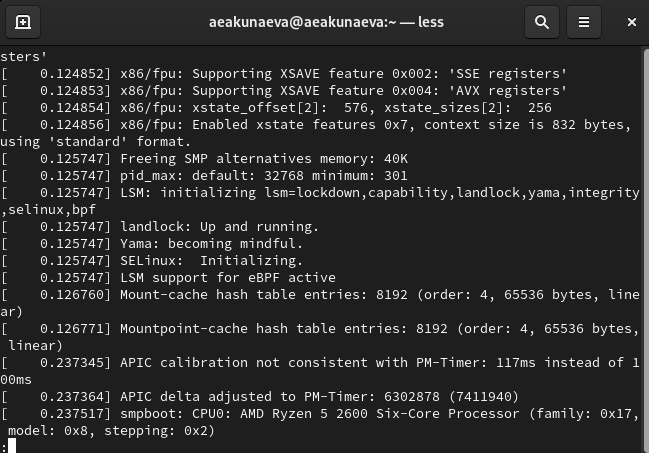 aeakunaeva@aeakunaeva:~ — less
sters'
[    0.124852] x86/fpu: Supporting XSAVE feature 0x002: 'SSE registers'
[    0.124853] x86/fpu: Supporting XSAVE feature 0x004: 'AVX registers'
[    0.124854] x86/fpu: xstate_offset[2]:  576, xstate_sizes[2]:  256
[    0.124856] x86/fpu: Enabled xstate features 0x7, context size is 832 bytes,
using 'standard' format.
[    0.125747] Freeing SMP alternatives memory: 40K
[    0.125747] pid_max: default: 32768 minimum: 301
[    0.125747] LSM: initializing lsm=lockdown,capability,landlock,yama,integrity
,selinux,bpf
[    0.125747] landlock: Up and running.
[    0.125747] Yama: becoming mindful.
[    0.125747] SELinux:  Initializing.
[    0.125747] LSM support for eBPF active
[    0.126760] Mount-cache hash table entries: 8192 (order: 4, 65536 bytes, line
ar)
[    0.126771] Mountpoint-cache hash table entries: 8192 (order: 4, 65536 bytes,
 linear)
[    0.237345] APIC calibration not consistent with PM-Timer: 117ms instead of 1
00ms
[    0.237364] APIC delta adjusted to PM-Timer: 6302878 (7411940)
[    0.237517] smpboot: CPU0: AMD Ryzen 5 2600 Six-Core Processor (family: 0x17,
 model: 0x8, stepping: 0x2)
: